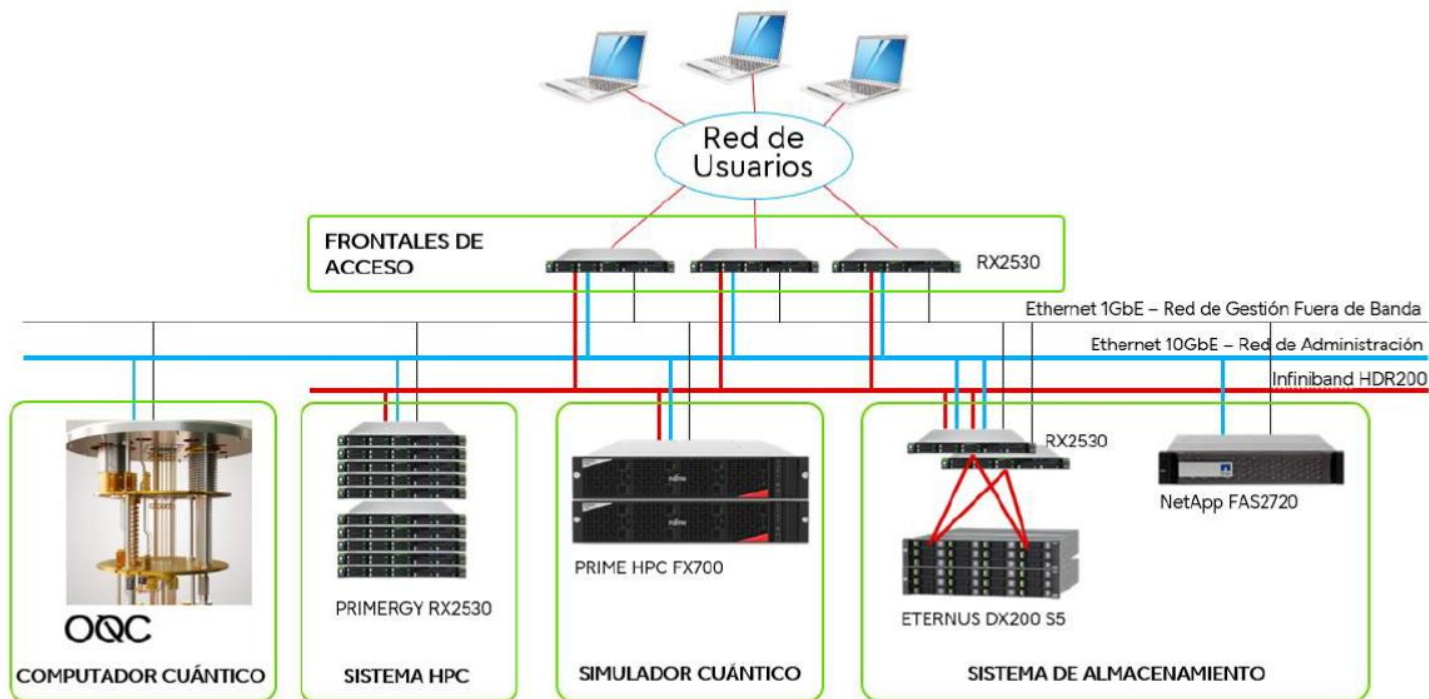 Red de
Usuarios
FRONTALES DE
ACCESO
RX2530
Ethernet 1GbE – Red de Gestión Fuera de Banda
Ethernet 10GbE – Red de Administración
Infiniband HDR200
OQC
COMPUTADOR CUÁNTICO
PRIMERGY RX2530
SISTEMA HPC
FUJITSU
FUJITSU
PRIME HPC FX700
SIMULADOR CUÁNTICO
RX2530
NetApp FAS2720
ETERNUS DX200 S5
SISTEMA DE ALMACENAMIENTO